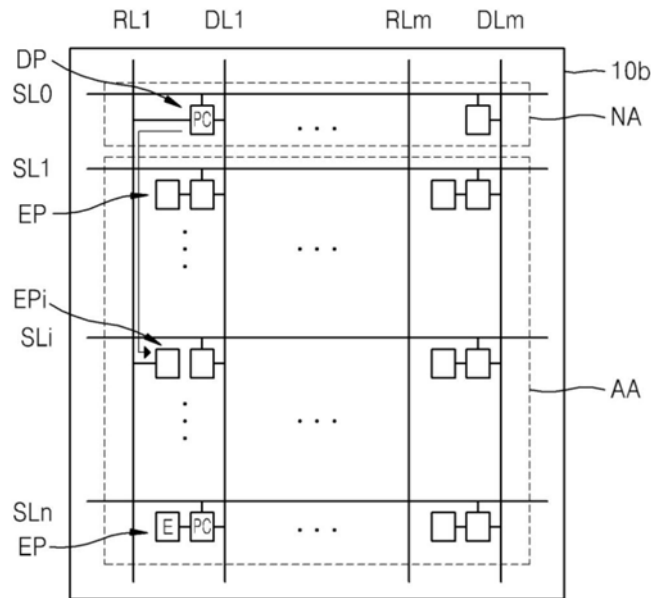 RL1 DL1 RLm DLm
DP 10b
SL0 PC NA
SL1
EP
EPi
SLi
AA
SLn
EP E PC